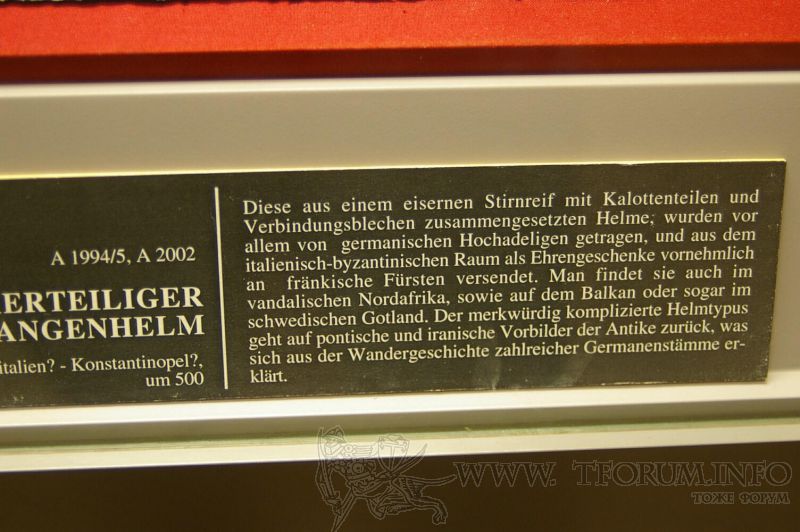 A 1994/5, A 2002
ERTEILIGER
ANGENHELM
italien? - Konstantinopel?,
um 500
Diese aus einem eisernen Stirnreif mit Kalottenteilen und
Verbindungsblechen zusammengesetzten Helme, wurden vor
allem von germanischen Hochadeligen getragen, und aus dem
italienisch-byzantinischen Raum als Ehrengeschenke vornehmlich
an fränkische Fürsten versendet. Man findet sie auch im
vandalischen Nordafrika, sowie auf dem Balkan oder sogar im
schwedischen Gotland. Der merkwürdig komplizierte Helmtypus
geht auf pontische und iranische Vorbilder der Antike zurück, was
sich aus der Wandergeschichte zahlreicher Germanenstämme er-
klärt.
www.TFORUM.INFO
ТОЖЕ ФОРУМ